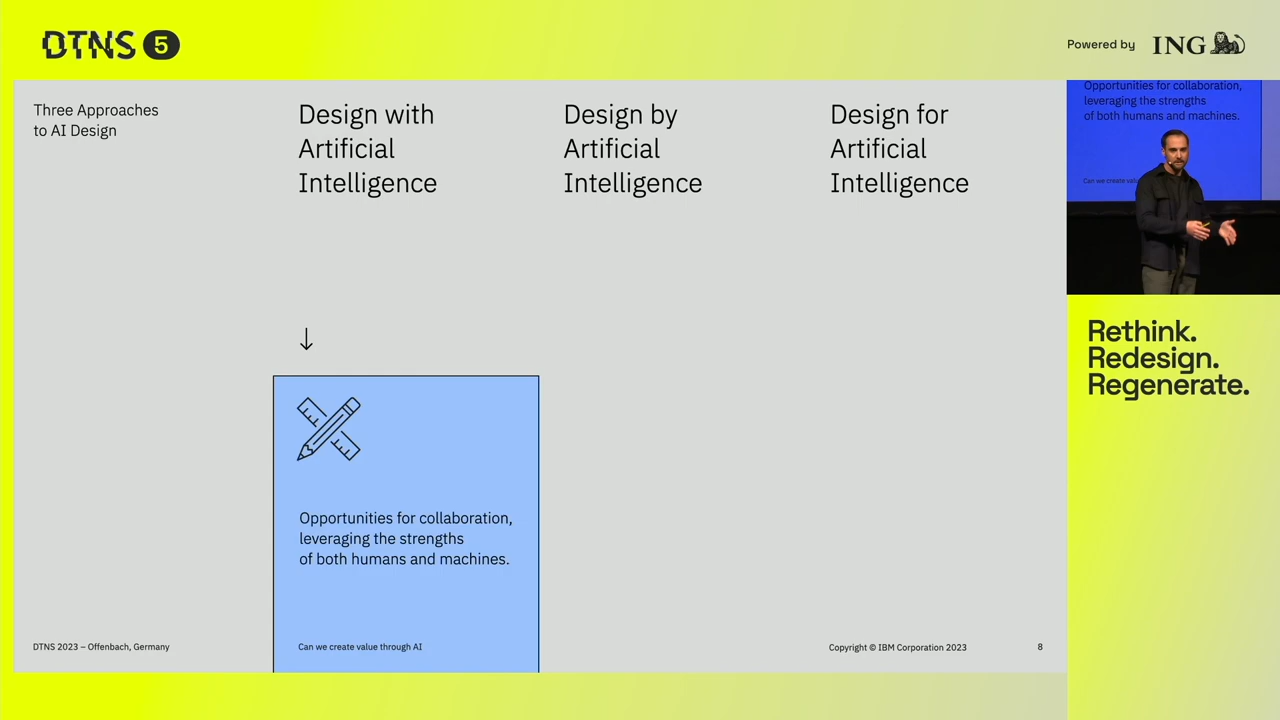 DTNS 5
Powered by
ING
Three Approaches
to AI Design
Design with
Artificial
Intelligence
Design by
Artificial
Intelligence
Design for
Artificial
Intelligence
Opportunities for collaboration,
leveraging the strengths
of both humans and machines.
DTNS 2023 – Offenbach, Germany
Can we create value through AI
Copyright © IBM Corporation 2023
8
Opportunities for collaboration,
leveraging the strengths
of both humans and machines.
Can we create
Rethink.
Redesign.
Regenerate.